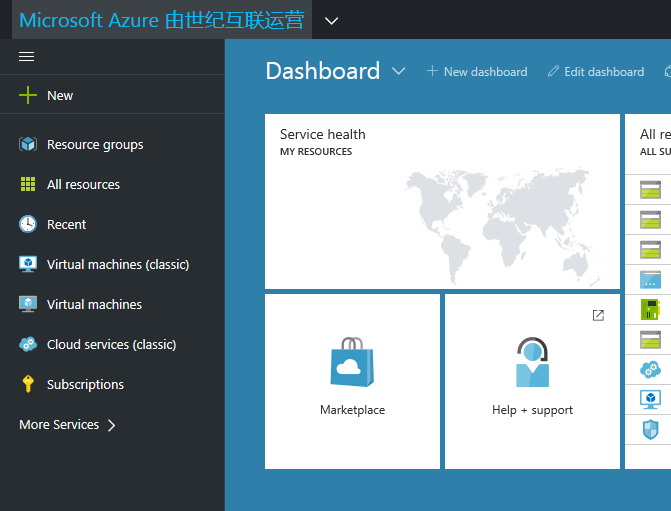 Microsoft Azure 由世纪互联运营
Dashboard
New dashboard
Edit dashboard
New
Resource groups
All resources
Recent
Virtual machines (classic)
Virtual machines
Cloud services (classic)
Subscriptions
More Services
Service health
MY RESOURCES
All re
ALL SU
Marketplace
Help + support